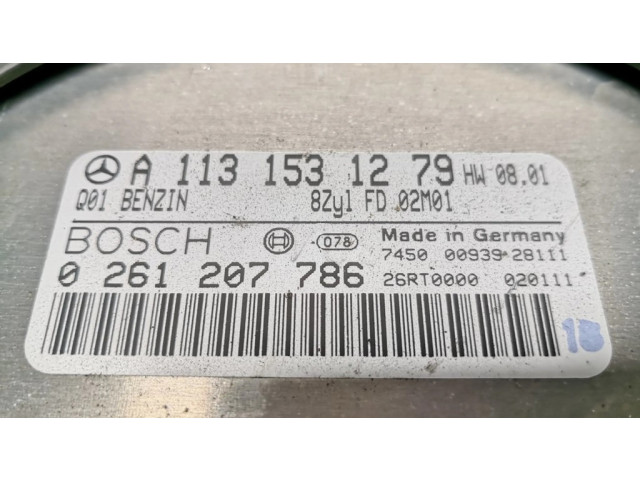 A 113 153 12 79 HW 08.01
Q01 BENZIN 8Zyl FD 02M01
BOSCH 078 Made in Germany
7450 00939 28111
0 261 207 786 26RT0000 020111
18